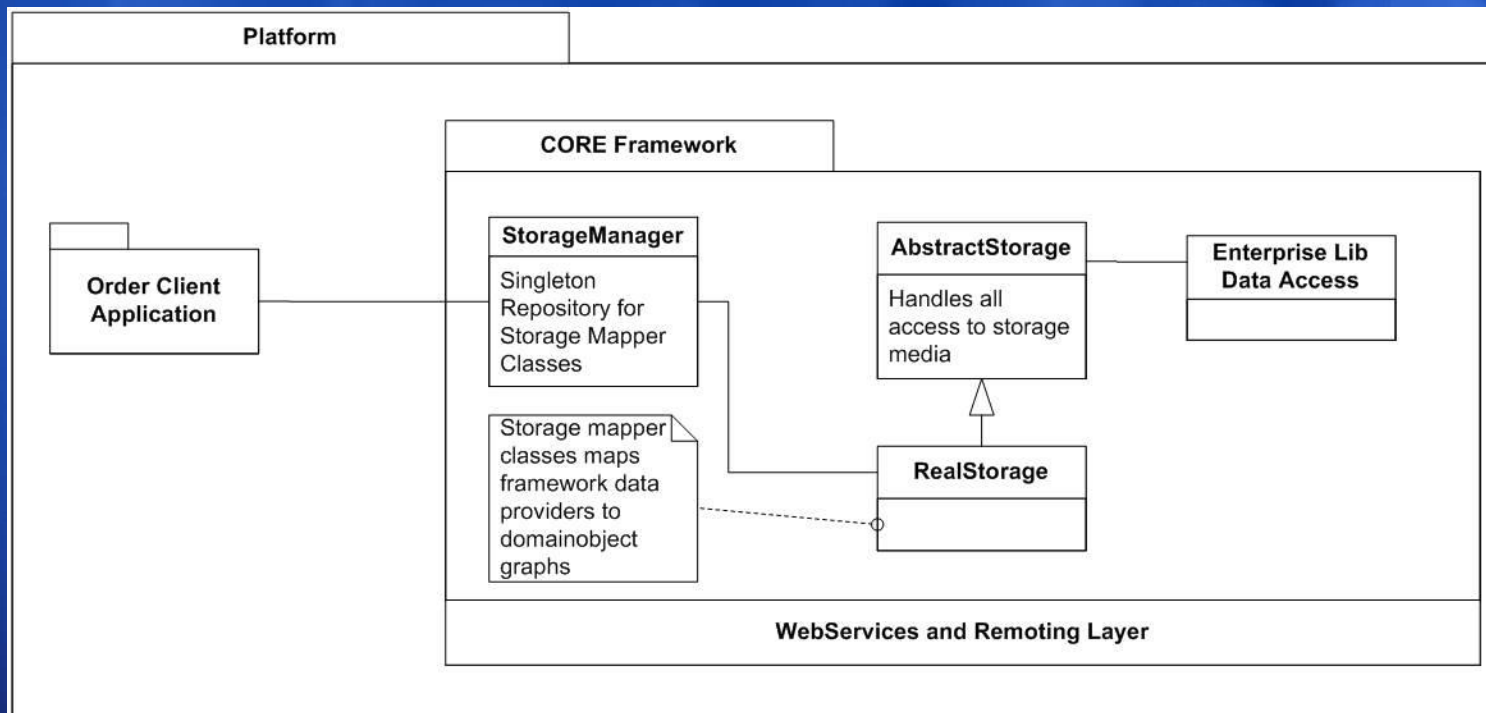 Platform
CORE Framework
Order Client
Application
StorageManager
Singleton
Repository for
Storage Mapper
Classes
AbstractStorage
Handles all
access to storage
media
Enterprise Lib
Data Access
Storage mapper
classes maps
framework data
providers to
domainobject
graphs
RealStorage
WebServices and Remoting Layer